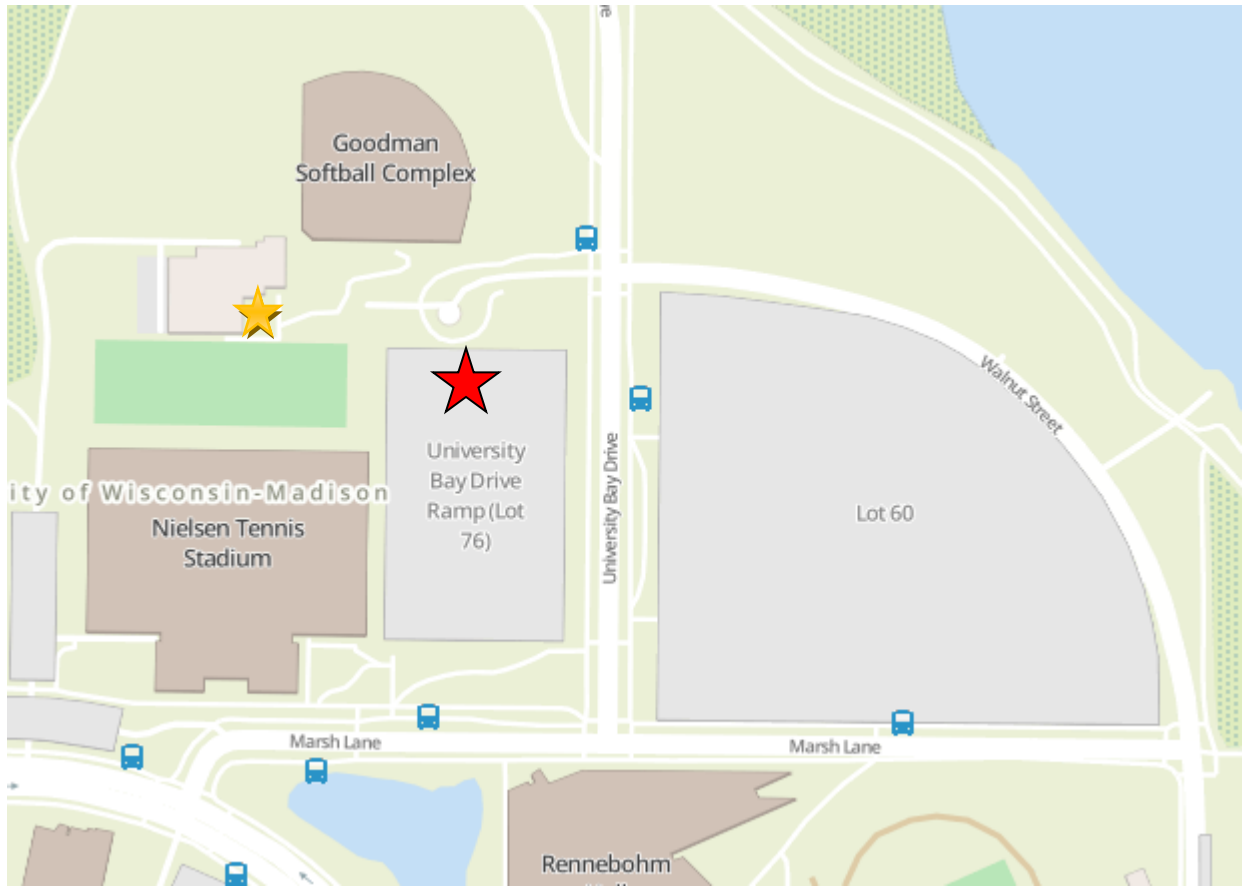 Goodman
Softball Complex
Walnut Street
University
Bay Drive
Ramp (Lot
76)
University Bay Drive
ity of Wisconsin-Madison
Nielsen Tennis
Stadium
Lot 60
Marsh Lane
Marsh Lane
Rennebohm